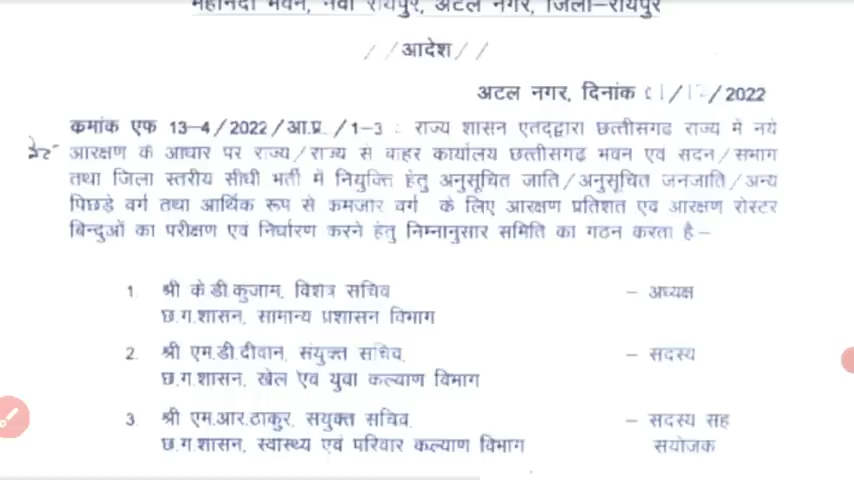 महानदी भवन, नवा रायपुर, अटल नगर, जिला–रायपुर
//आदेश//
अटल नगर, दिनांक 01/12/2022
कमांक एफ 13-4/2022/आ.प्र./1-3 : राज्य शासन एतद्द्वारा छत्तीसगढ राज्य में नये
आरक्षण के आधार पर राज्य/राज्य से बाहर कार्यालय छत्तीसगढ भवन एवं सदन/संभाग
तथा जिला स्तरीय सीधी भर्ती में नियुक्ति हेतु अनुसूचित जाति/अनुसूचित जनजाति/अन्य
पिछडे वर्ग तथा आर्थिक रूप से कमजोर वर्ग के लिए आरक्षण प्रतिशत एवं आरक्षण रोस्टर
बिन्दुओं का परीक्षण एवं निर्धारण करने हेतु निम्नानुसार समिति का गठन करता है–
1. श्री के.डी.कुंजाम, विशेष सचिव – अध्यक्ष
छ.ग.शासन, सामान्य प्रशासन विभाग
2. श्री एम.डी.दीवान, संयुक्त सचिव, – सदस्य
छ.ग.शासन, खेल एवं युवा कल्याण विभाग
3. श्री एम.आर.ठाकुर, संयुक्त सचिव, – सदस्य सह
छ.ग.शासन, स्वास्थ्य एवं परिवार कल्याण विभाग संयोजक